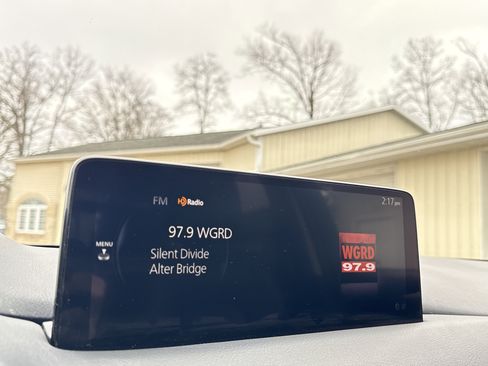 FM HD Radio
2:17 pm
97.9 WGRD
MENU
Silent Divide
Alter Bridge
WGRD
97.9